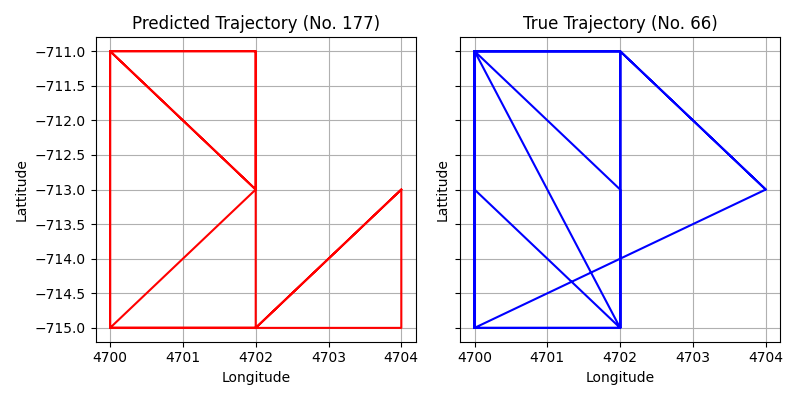 Predicted Trajectory (No. 177)
−711.0
−711.5
−712.0
−712.5
−713.0
−713.5
−714.0
−714.5
−715.0
Lattitude
4700 4701 4702 4703 4704
Longitude
True Trajectory (No. 66)
Lattitude
4700 4701 4702 4703 4704
Longitude